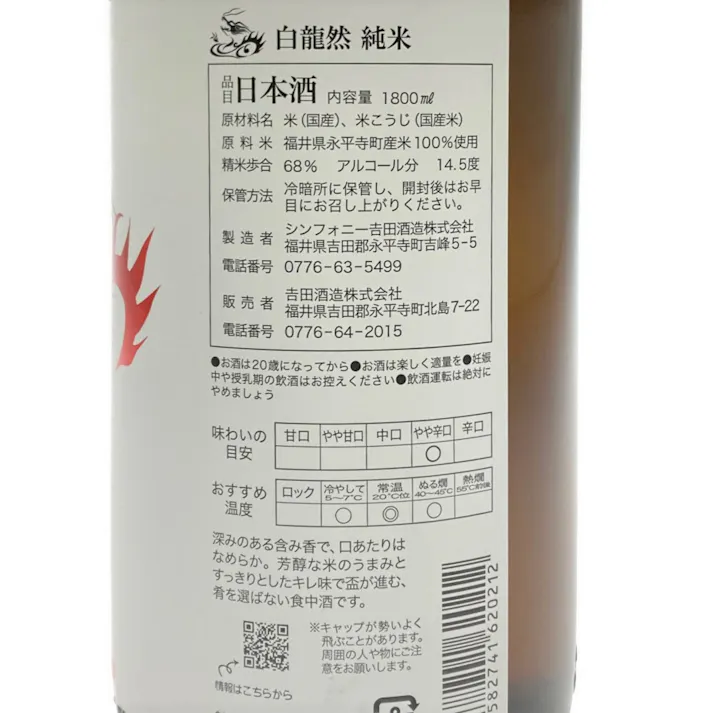 白龍然 純米
品目 日本酒 内容量 1800㎖
原材料名 米(国産)、米こうじ(国産米)
原料米 福井県永平寺町産米100%使用
精米歩合 68% アルコール分 14.5度
保管方法 冷暗所に保管し、開封後はお早
目にお召し上がりください。
製造者 シンフォニー吉田酒造株式会社
福井県吉田郡永平寺町吉峰5-5
電話番号 0776-63-5499
販売者 吉田酒造株式会社
福井県吉田郡永平寺町北島7-22
電話番号 0776-64-2015
●お酒は20歳になってから●お酒は楽しく適量を●妊娠
中や授乳期の飲酒はお控えください●飲酒運転は絶対に
やめましょう
味わいの
目安
甘口 やや甘口 中口 やや辛口 辛口
○
おすすめ
温度
ロック 冷やして 常温 ぬる燗 熱燗
5〜7℃ 20℃位 40〜45℃ 55℃前後
○ ◎ ○
深みのある含み香で、口あたりは
なめらか。芳醇な米のうまみと
すっきりとしたキレ味で盃が進む、
肴を選ばない食中酒です。
※キャップが勢いよく
飛ぶことがあります。
周囲の人や物にご注
意をお願いします。
情報はこちらから
582741 620212